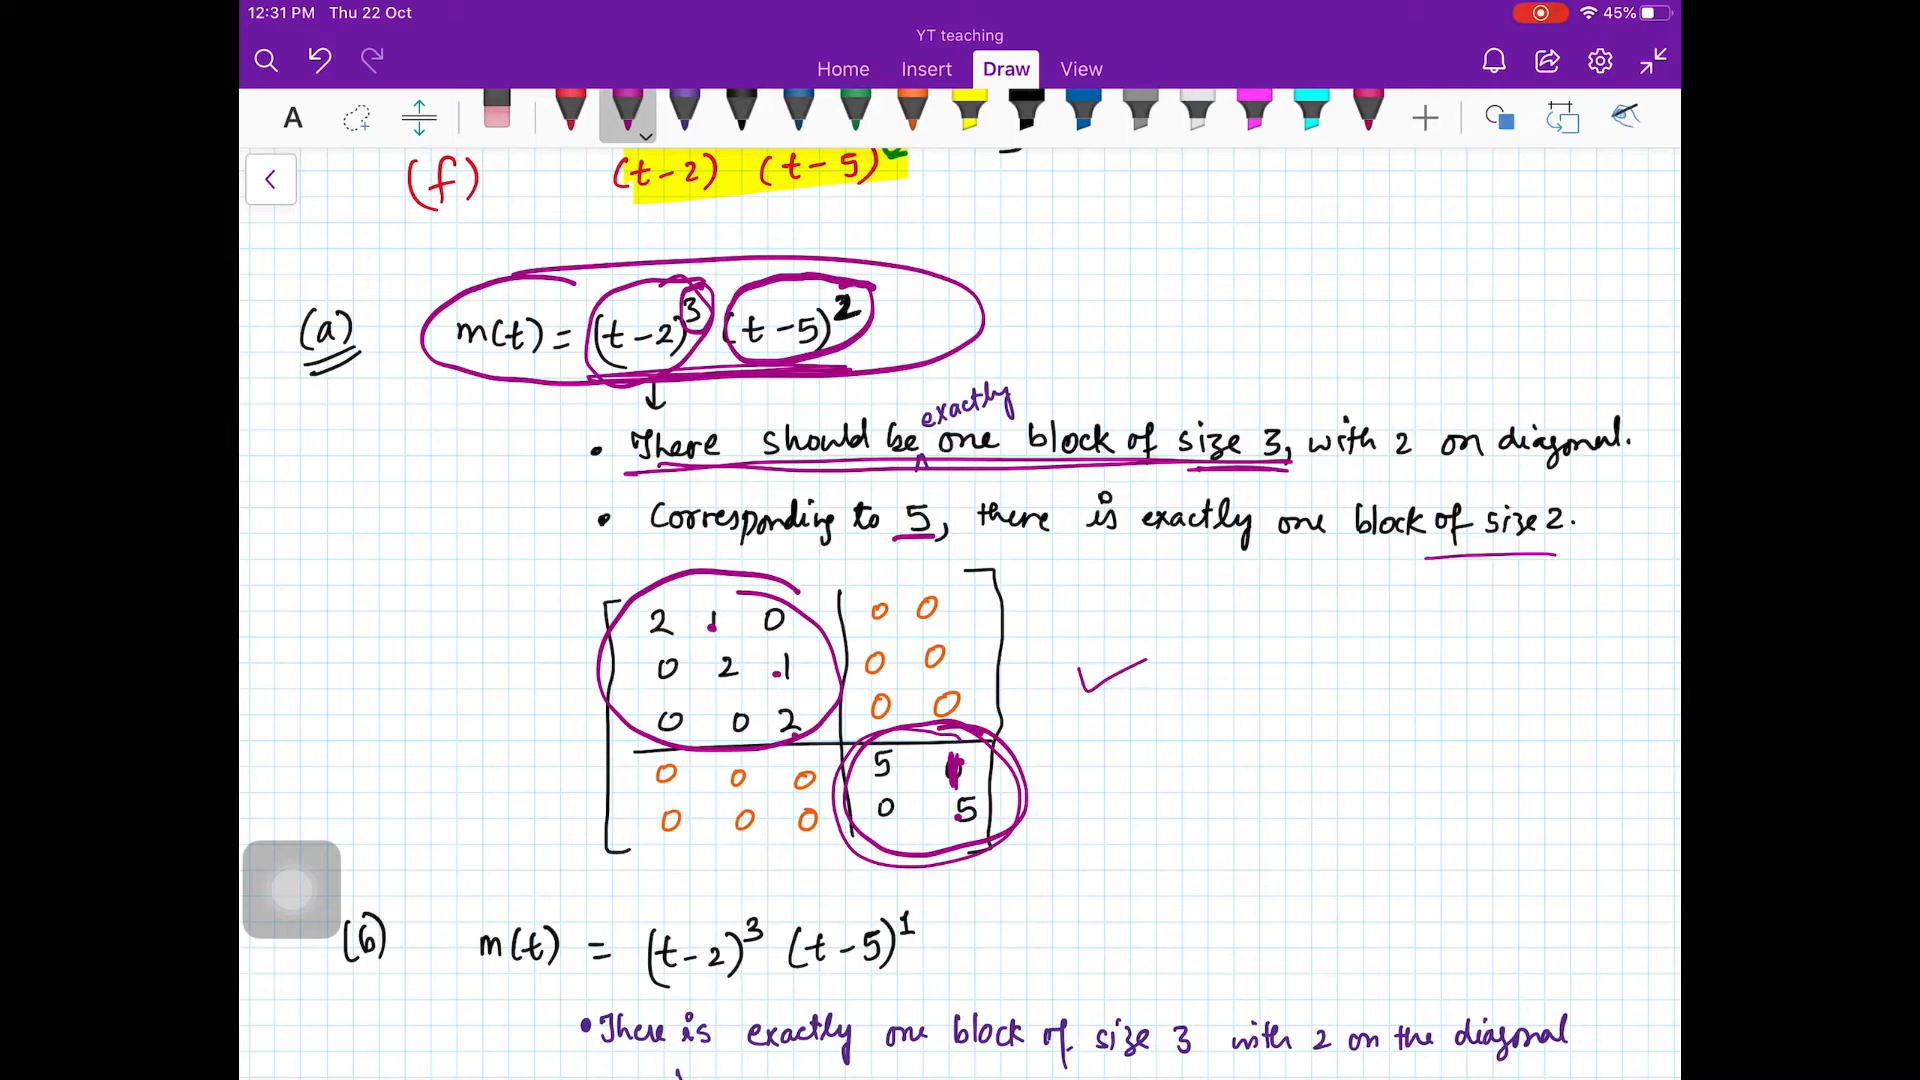 12:31 PM Thu 22 Oct
45%
YT teaching
Home Insert Draw View
A
(f) (t-2) (t-5)
(a) m(t) = (t-2)³ (t-5)²
exactly
• There should be one block of size 3, with 2 on diagonal.
• Corresponding to 5, there is exactly one block of size 2.
2 1 0 0 0
0 2 1 0 0
0 0 2 0 0
0 0 0 5
0 0 0 0 5
(b) m(t) = (t-2)³ (t-5)¹
• There is exactly one block of size 3 with 2 on the diagonal